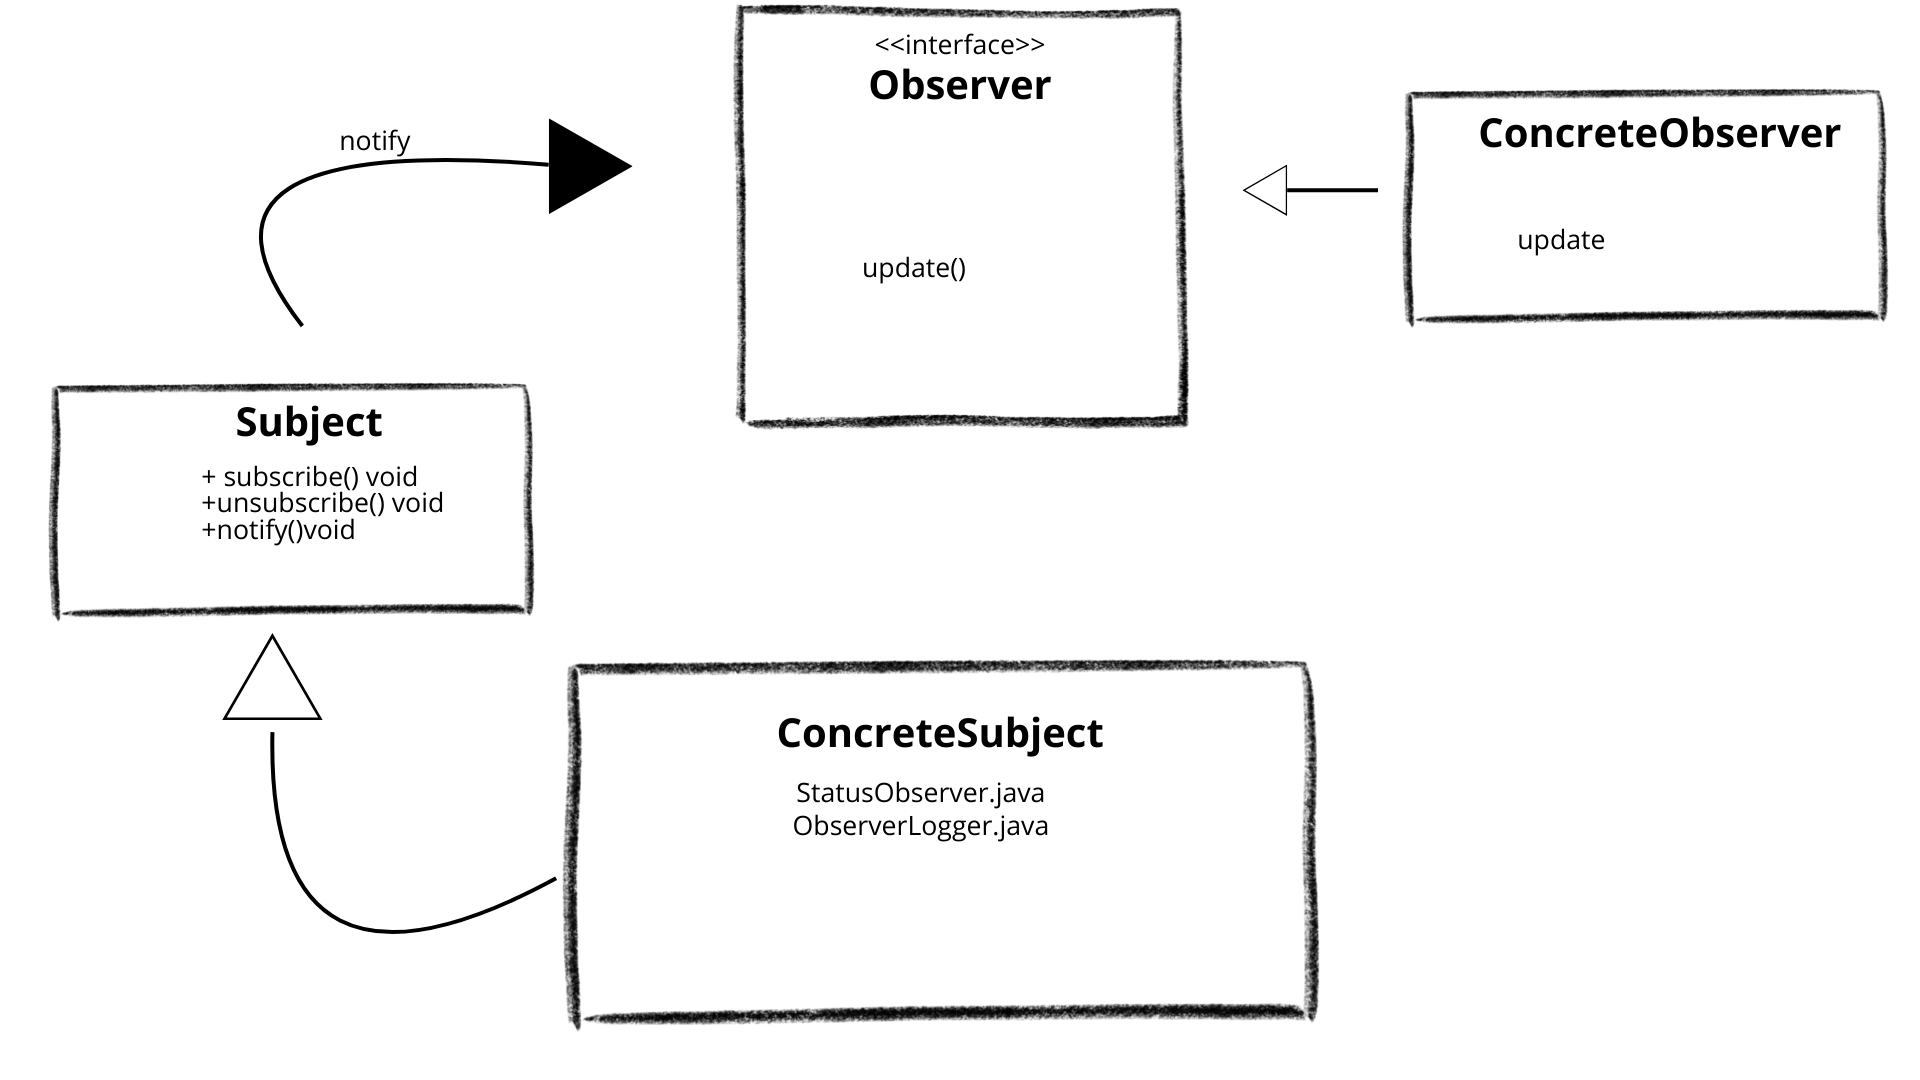 <<interface>>
Observer
update()
ConcreteObserver
update
notify
Subject
+ subscribe() void
+unsubscribe() void
+notify()void
ConcreteSubject
StatusObserver.java
ObserverLogger.java